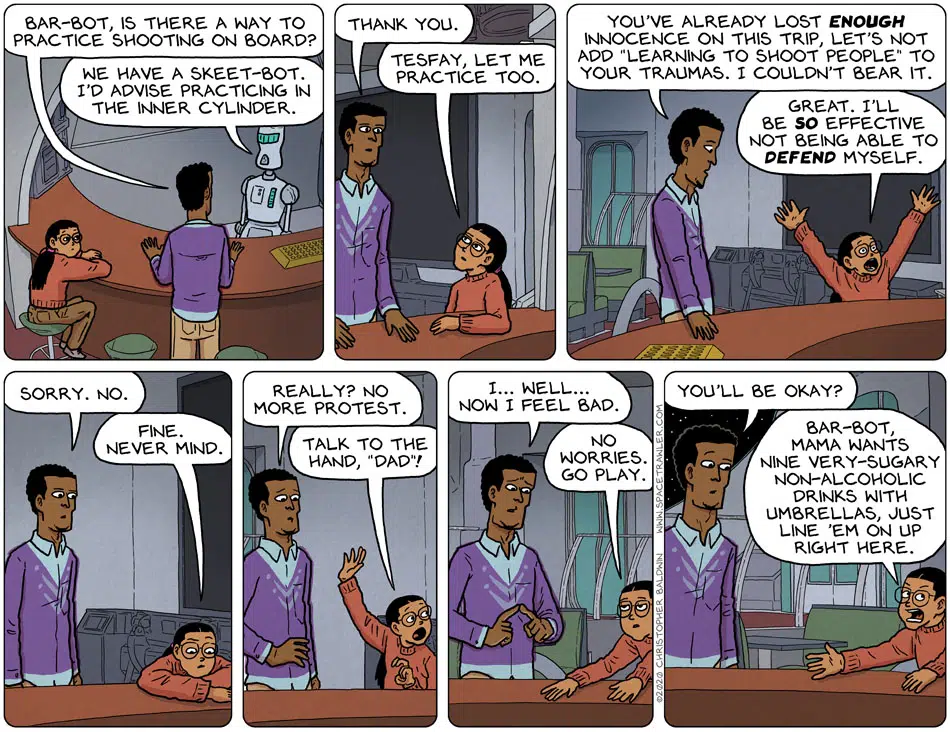 BAR-BOT, IS THERE A WAY TO
PRACTICE SHOOTING ON BOARD?
WE HAVE A SKEET-BOT.
I'D ADVISE PRACTICING IN
THE INNER CYLINDER.
THANK YOU.
TESFAY, LET ME
PRACTICE TOO.
YOU'VE ALREADY LOST ENOUGH
INNOCENCE ON THIS TRIP, LET'S NOT
ADD "LEARNING TO SHOOT PEOPLE" TO
YOUR TRAUMAS. I COULDN'T BEAR IT.
GREAT. I'LL
BE SO EFFECTIVE
NOT BEING ABLE TO
DEFEND MYSELF.
SORRY. NO.
FINE.
NEVER MIND.
REALLY? NO
MORE PROTEST.
TALK TO THE
HAND, "DAD"!
I... WELL...
NOW I FEEL BAD.
NO
WORRIES.
GO PLAY.
©2020 CHRISTOPHER BALDWIN WWW.SPACETRAWLER.COM
YOU'LL BE OKAY?
BAR-BOT,
MAMA WANTS
NINE VERY-SUGARY
NON-ALCOHOLIC
DRINKS WITH
UMBRELLAS, JUST
LINE 'EM ON UP
RIGHT HERE.